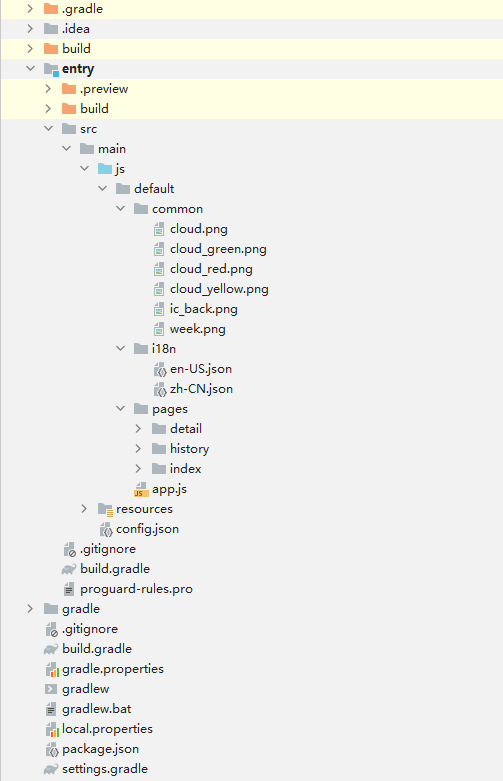 .gradle
.idea
build
entry
.preview
build
src
main
js
default
common
cloud.png
cloud_green.png
cloud_red.png
cloud_yellow.png
ic_back.png
week.png
i18n
en-US.json
zh-CN.json
pages
detail
history
index
app.js
resources
config.json
.gitignore
build.gradle
proguard-rules.pro
gradle
.gitignore
build.gradle
gradle.properties
gradlew
gradlew.bat
local.properties
package.json
settings.gradle